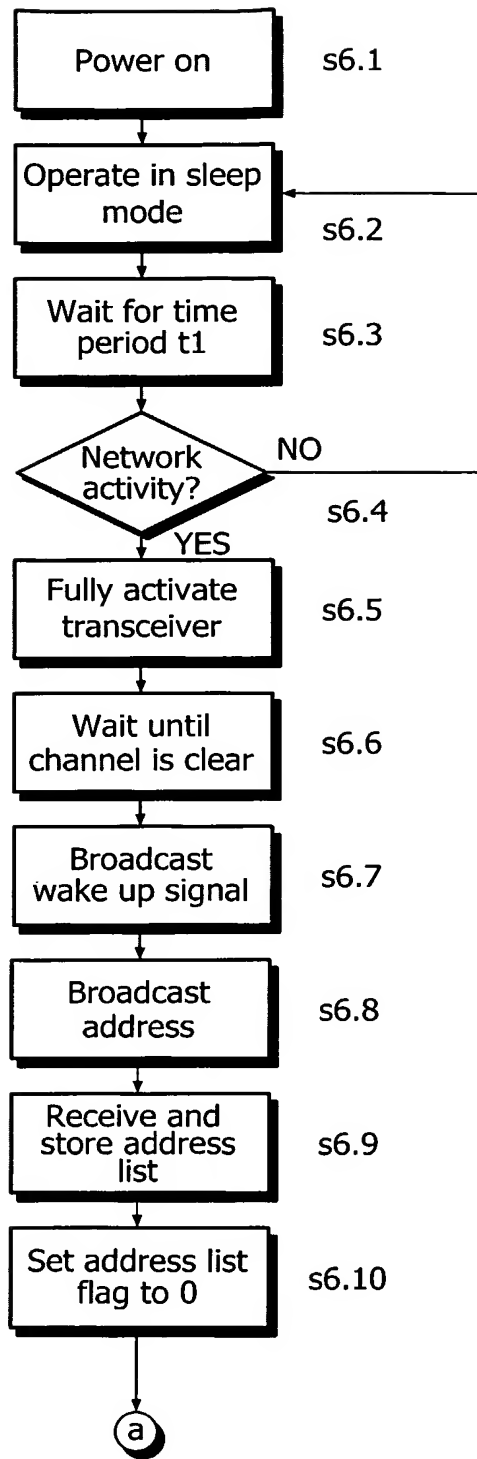 Power on
s6.1
Operate in sleep
mode
s6.2
Wait for time
period t1
s6.3
Network
activity?
NO
s6.4
YES
Fully activate
transceiver
s6.5
Wait until
channel is clear
s6.6
Broadcast
wake up signal
s6.7
Broadcast
address
s6.8
Receive and
store address
list
s6.9
Set address list
flag to 0
s6.10
a